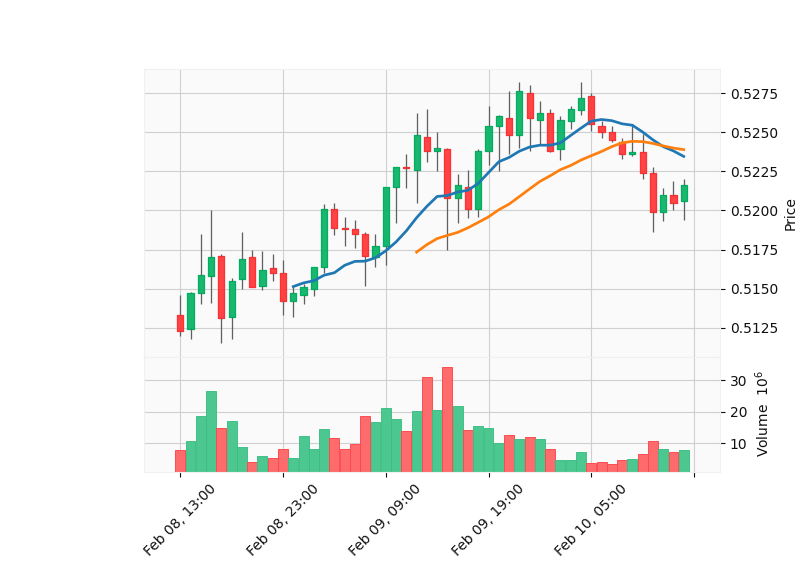 0.5275
0.5250
0.5225
0.5200
0.5175
0.5150
0.5125
Price
30
20
10
Volume 10⁶
Feb 08, 13:00
Feb 08, 23:00
Feb 09, 09:00
Feb 09, 19:00
Feb 10, 05:00